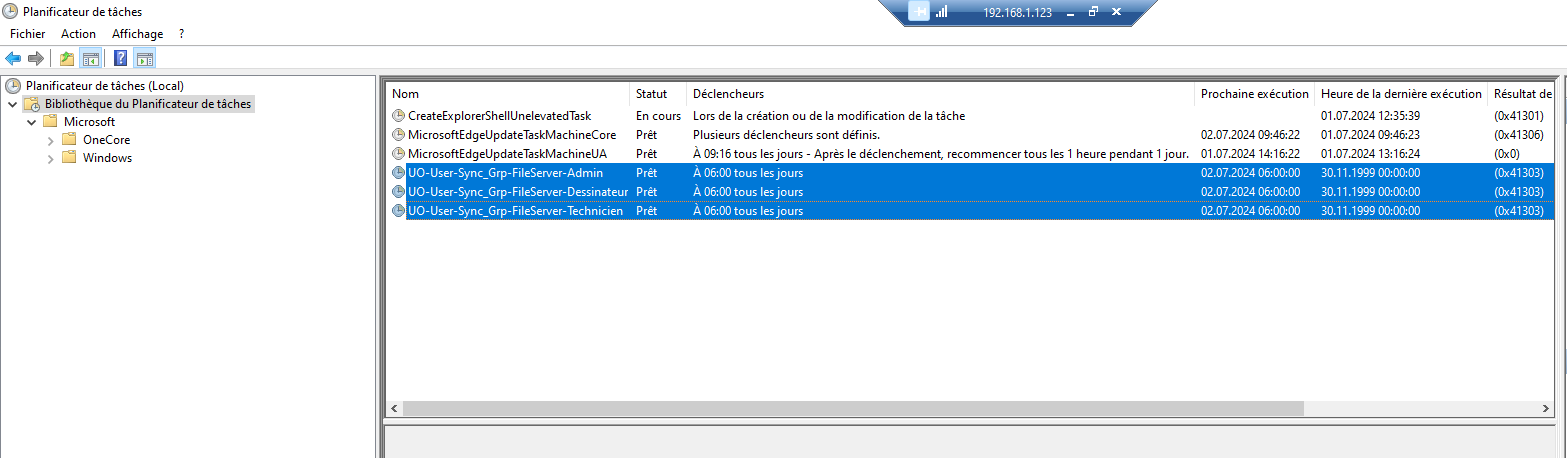 Planificateur de tâches
192.168.1.123
Fichier Action Affichage ?
Planificateur de tâches (Local)
Bibliothèque du Planificateur de tâches
Microsoft
OneCore
Windows
Nom Statut Déclencheurs Prochaine exécution Heure de la dernière exécution Résultat de
CreateExplorerShellUnelevatedTask En cours Lors de la création ou de la modification de la tâche 01.07.2024 12:35:39 (0x41301)
MicrosoftEdgeUpdateTaskMachineCore Prêt Plusieurs déclencheurs sont définis. 02.07.2024 09:46:22 01.07.2024 09:46:23 (0x41306)
MicrosoftEdgeUpdateTaskMachineUA Prêt À 09:16 tous les jours - Après le déclenchement, recommencer tous les 1 heure pendant 1 jour. 01.07.2024 14:16:22 01.07.2024 13:16:24 (0x0)
UO-User-Sync_Grp-FileServer-Admin Prêt À 06:00 tous les jours 02.07.2024 06:00:00 30.11.1999 00:00:00 (0x41303)
UO-User-Sync_Grp-FileServer-Dessinateur Prêt À 06:00 tous les jours 02.07.2024 06:00:00 30.11.1999 00:00:00 (0x41303)
UO-User-Sync_Grp-FileServer-Technicien Prêt À 06:00 tous les jours 02.07.2024 06:00:00 30.11.1999 00:00:00 (0x41303)